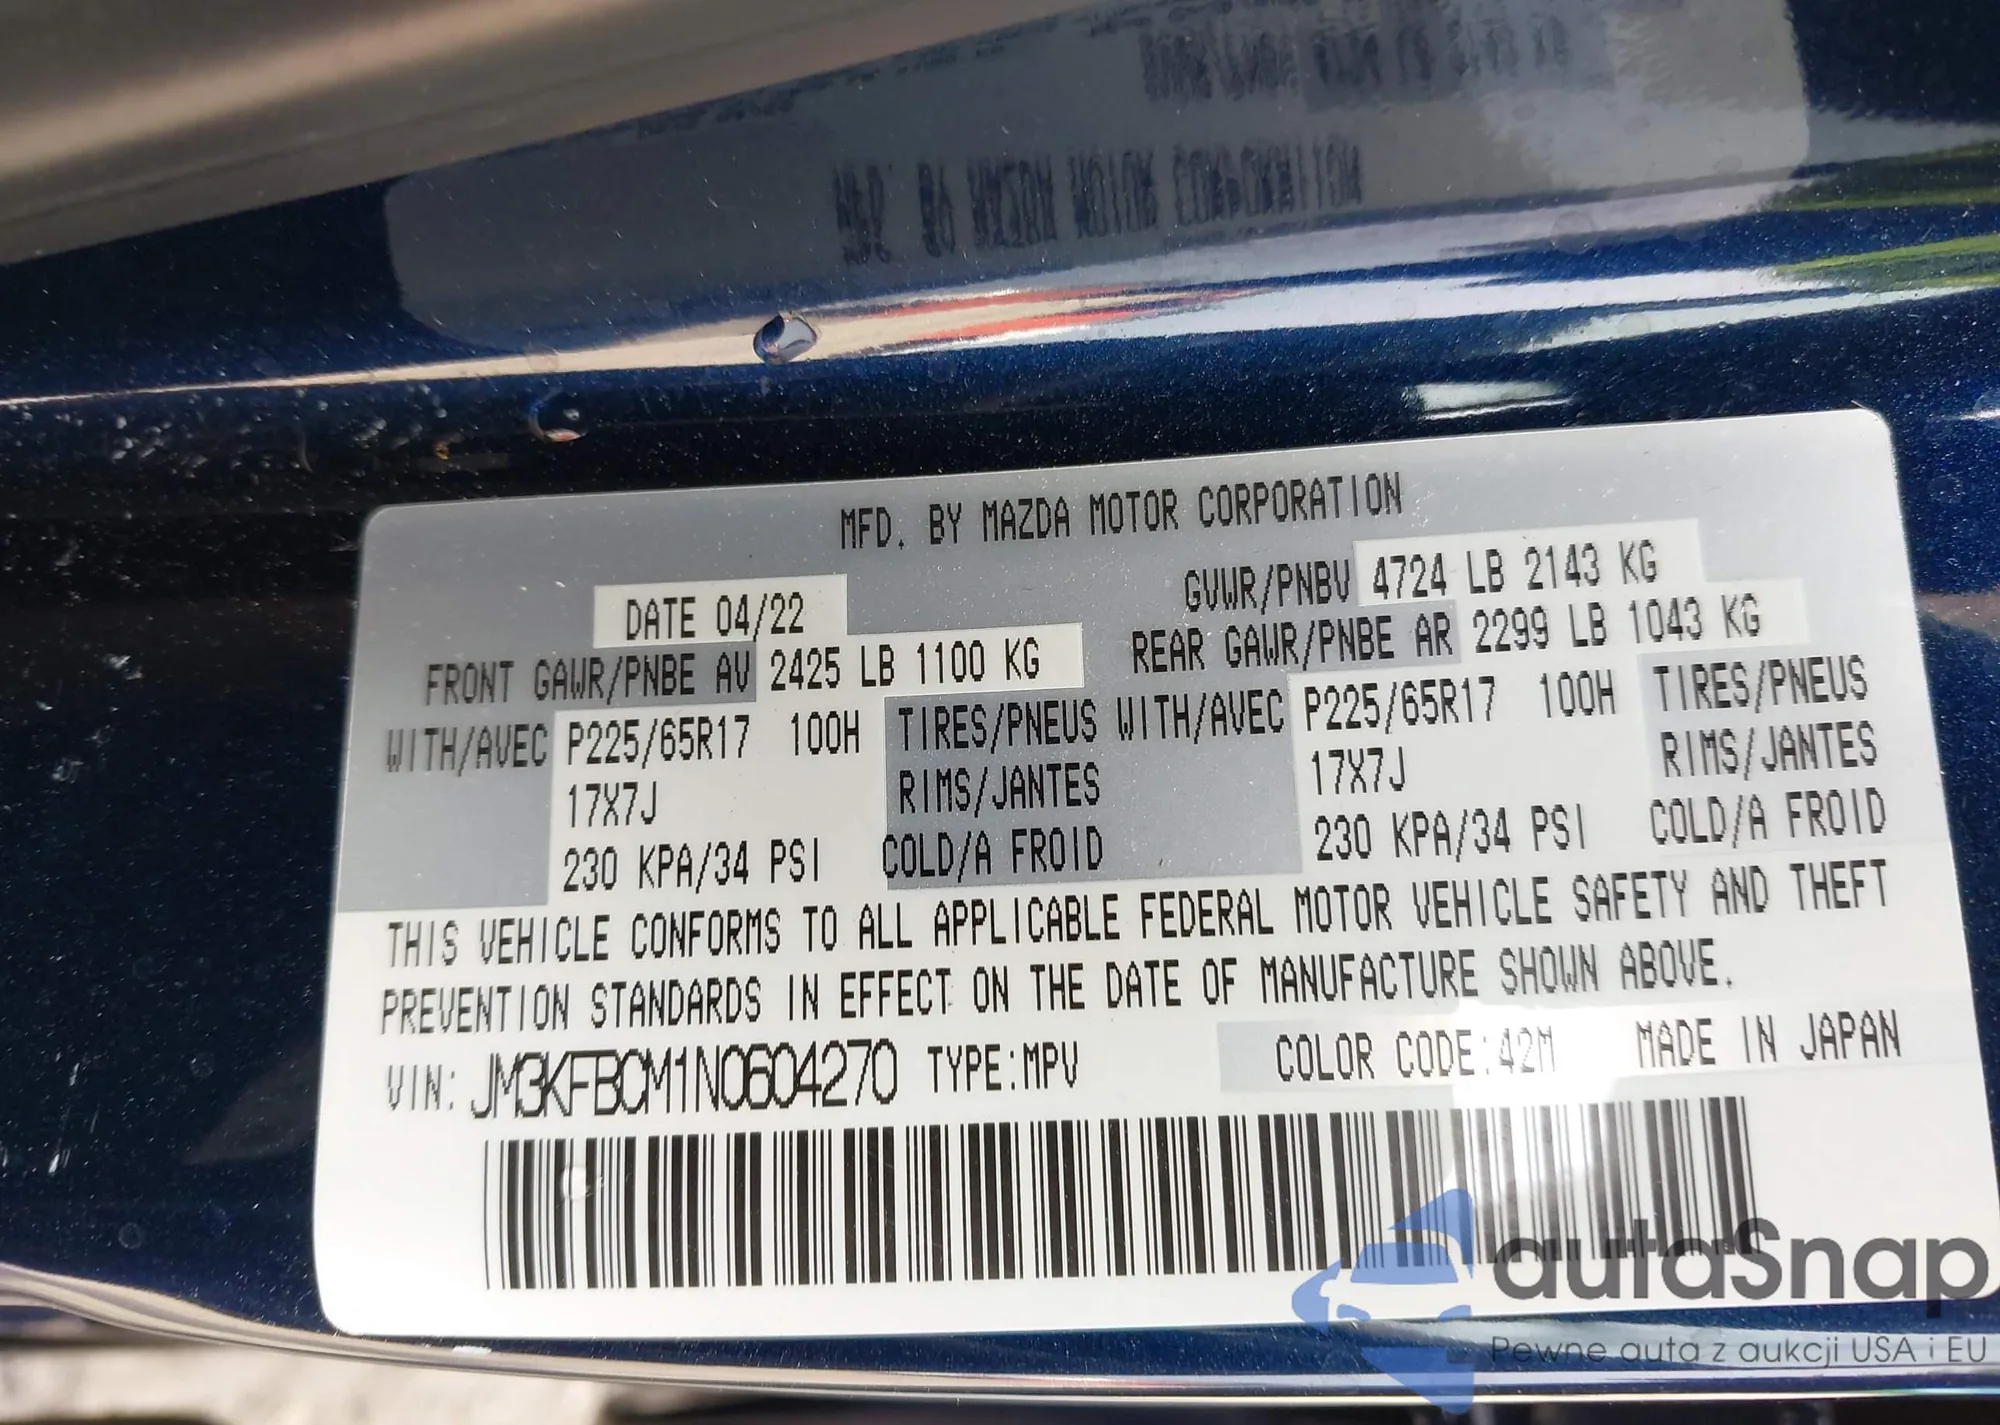 MFD. BY MAZDA MOTOR CORPORATION
DATE 04/22 GVWR/PNBV 4724 LB 2143 KG
FRONT GAWR/PNBE AV 2425 LB 1100 KG REAR GAWR/PNBE AR 2299 LB 1043 KG
WITH/AVEC P225/65R17 100H TIRES/PNEUS WITH/AVEC P225/65R17 100H TIRES/PNEUS
17X7J RIMS/JANTES 17X7J RIMS/JANTES
230 KPA/34 PSI COLD/A FROID 230 KPA/34 PSI COLD/A FROID
THIS VEHICLE CONFORMS TO ALL APPLICABLE FEDERAL MOTOR VEHICLE SAFETY AND THEFT
PREVENTION STANDARDS IN EFFECT ON THE DATE OF MANUFACTURE SHOWN ABOVE.
VIN: JM3KFBCM1N0604270 TYPE:MPV COLOR CODE:42M MADE IN JAPAN
autaSnap
Pewne auta z aukcji USA i EU